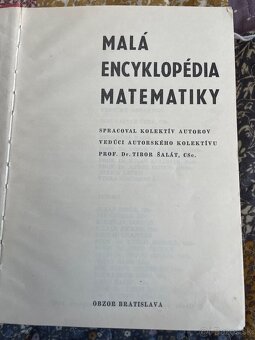 MALÁ
ENCYKLOPÉDIA
MATEMATIKY
SPRACOVAL KOLEKTÍV AUTOROV
VEDÚCI AUTORSKÉHO KOLEKTÍVU
PROF. Dr. TIBOR ŠALÁT, CSc.
OBZOR BRATISLAVA